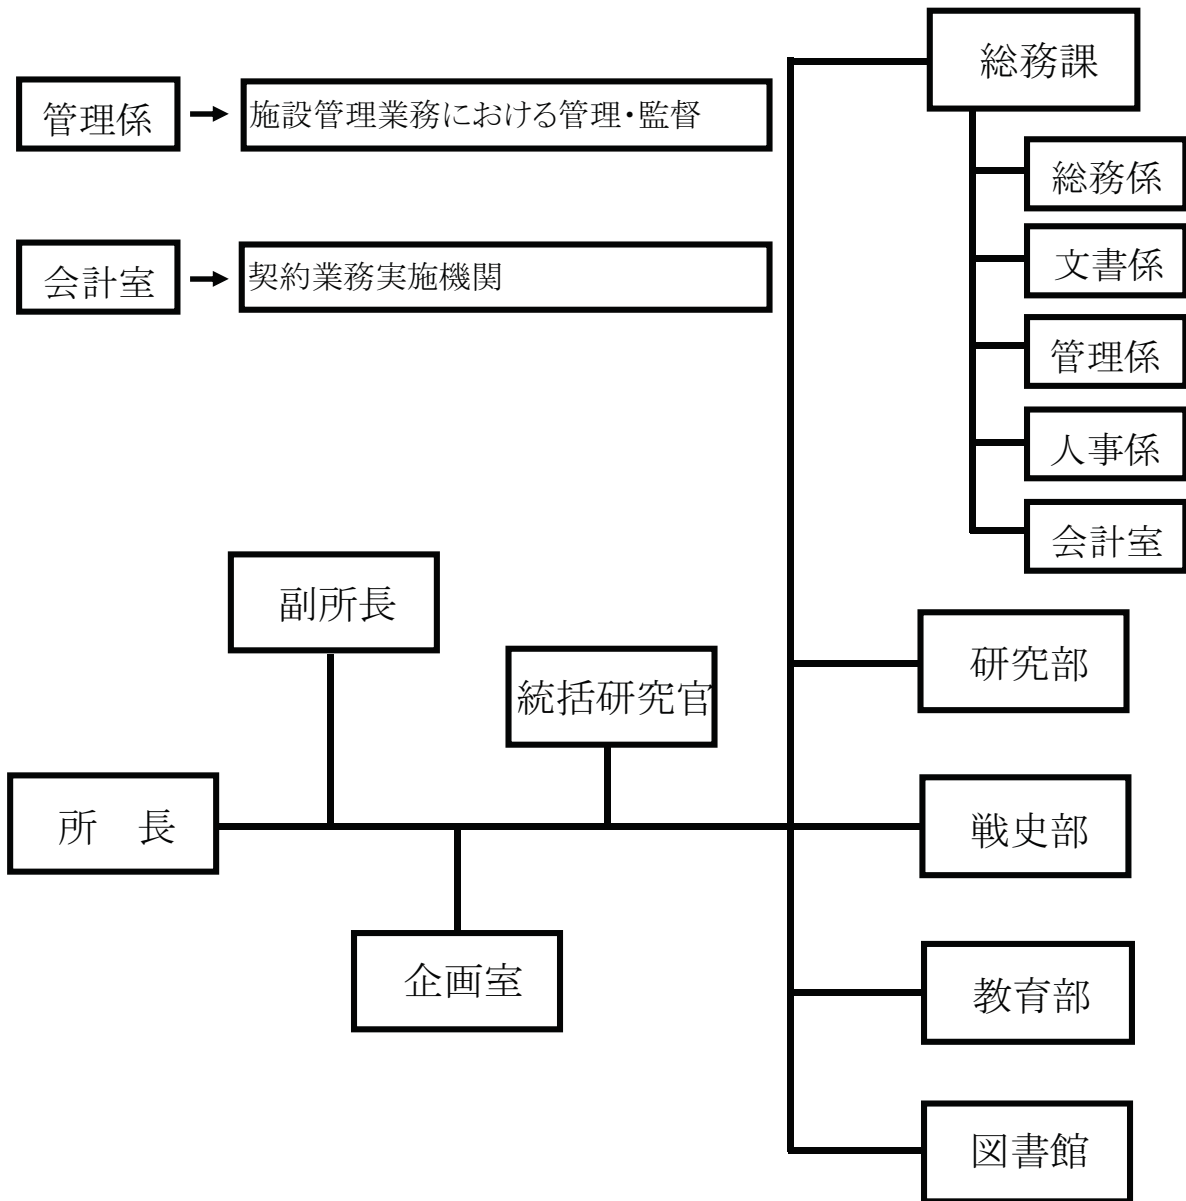 総務課
管理係
施設管理業務における管理・監督
総務係
文書係
会計室
契約業務実施機関
管理係
人事係
会計室
副所長
研究部
統括研究官
所　長
戦史部
企画室
教育部
図書館